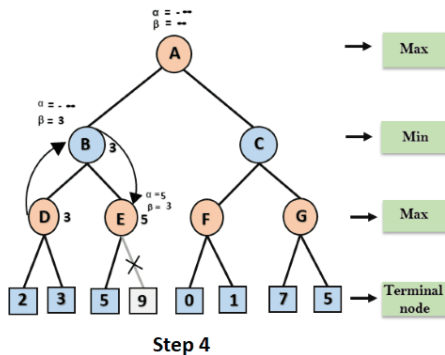 α = - ∞
β = ∞
A
Max
α = - ∞
β = 3
B
3
C
Min
α =5
β = 3
D
3
E
5
F
G
Max
2
3
5
9
0
1
7
5
Terminal
node
Step 4